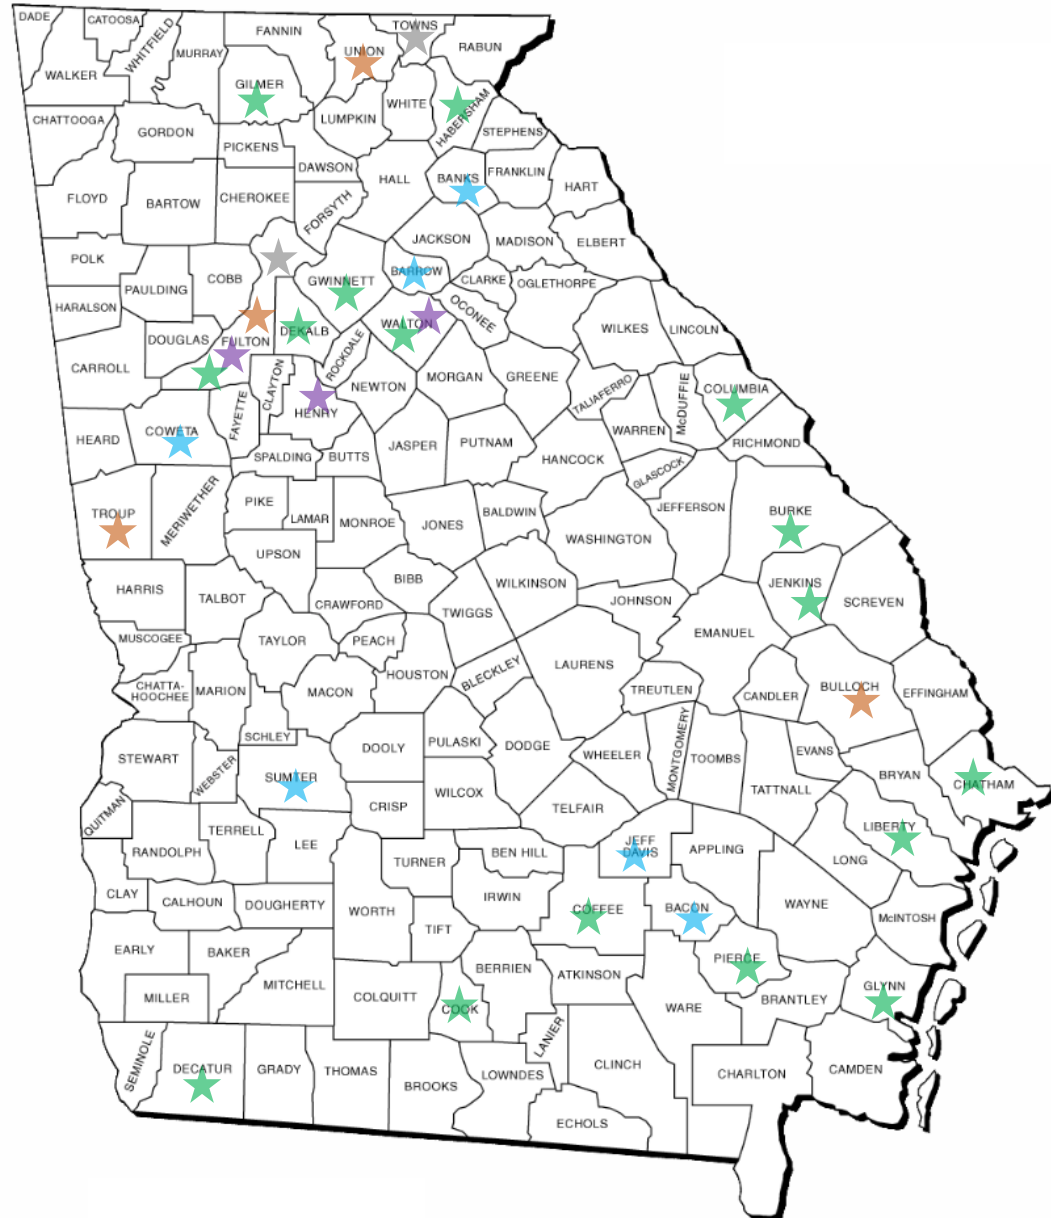 DADE
CATOOSA
WHITFIELD
MURRAY
FANNIN
UNION
TOWNS
RABUN
WALKER
GILMER
LUMPKIN
WHITE
HABERSHAM
STEPHENS
CHATTOOGA
GORDON
PICKENS
DAWSON
HALL
BANKS
FRANKLIN
HART
FLOYD
BARTOW
CHEROKEE
FORSYTH
JACKSON
MADISON
ELBERT
POLK
PAULDING
COBB
GWINNETT
BARROW
CLARKE
OGLETHORPE
HARALSON
DOUGLAS
FULTON
DEKALB
WALTON
OCONEE
WILKES
LINCOLN
CARROLL
CLAYTON
ROCKDALE
NEWTON
MORGAN
GREENE
TALIAFERRO
McDUFFIE
COLUMBIA
HEARD
COWETA
FAYETTE
HENRY
SPALDING
BUTTS
JASPER
PUTNAM
HANCOCK
WARREN
RICHMOND
GLASCOCK
TROUP
MERIWETHER
PIKE
LAMAR
MONROE
JONES
BALDWIN
WASHINGTON
JEFFERSON
BURKE
UPSON
HARRIS
TALBOT
CRAWFORD
BIBB
TWIGGS
WILKINSON
JOHNSON
JENKINS
SCREVEN
MUSCOGEE
TAYLOR
PEACH
HOUSTON
BLECKLEY
LAURENS
EMANUEL
CHATTA-
HOOCHEE
MARION
MACON
TREUTLEN
CANDLER
BULLOCH
EFFINGHAM
STEWART
WEBSTER
SCHLEY
DOOLY
PULASKI
DODGE
WHEELER
MONTGOMERY
TOOMBS
EVANS
BRYAN
CHATHAM
QUITMAN
SUMTER
CRISP
WILCOX
TELFAIR
TATTNALL
LIBERTY
RANDOLPH
TERRELL
LEE
TURNER
BEN HILL
JEFF
DAVIS
APPLING
LONG
CLAY
CALHOUN
DOUGHERTY
WORTH
TIFT
IRWIN
COFFEE
BACON
WAYNE
McINTOSH
EARLY
BAKER
MITCHELL
COLQUITT
BERRIEN
ATKINSON
PIERCE
MILLER
COOK
WARE
BRANTLEY
GLYNN
SEMINOLE
DECATUR
GRADY
THOMAS
BROOKS
LOWNDES
LANIER
CLINCH
CHARLTON
CAMDEN
ECHOLS